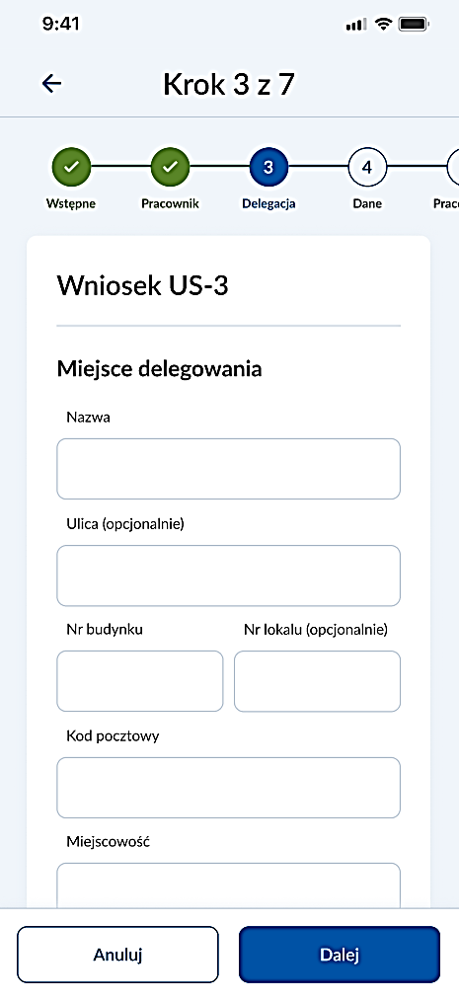 9:41
Krok 3 z 7
3 4
Wstępne Pracownik Delegacja Dane Prac
Wniosek US-3
Miejsce delegowania
Nazwa
Ulica (opcjonalnie)
Nr budynku Nr lokalu (opcjonalnie)
Kod pocztowy
Miejscowość
Anuluj Dalej